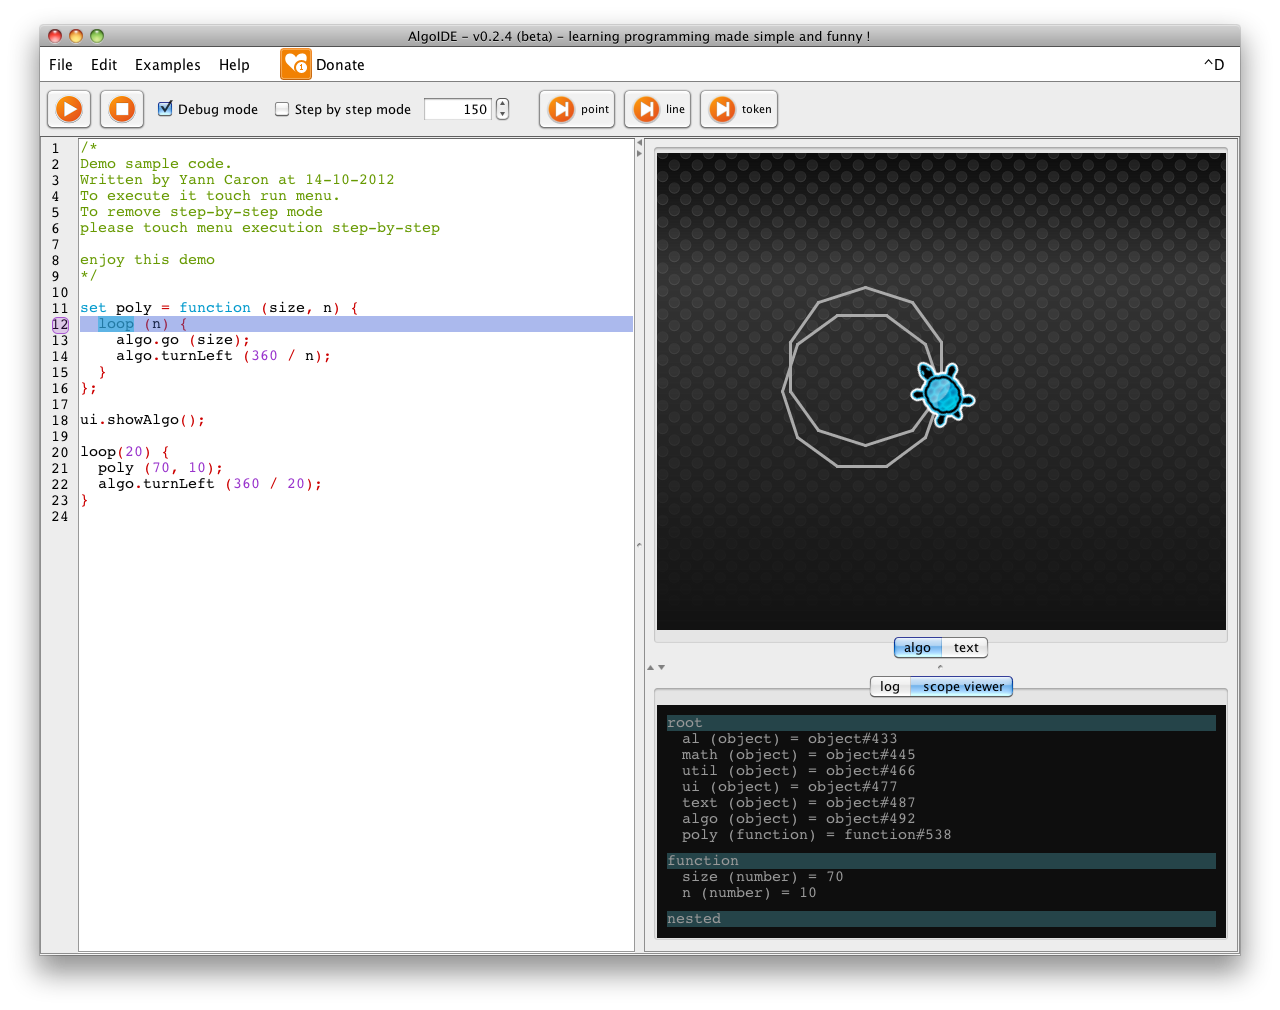 AlgoIDE - v0.2.4 (beta) - learning programming made simple and funny !
File Edit Examples Help 1 Donate ^D
Debug mode Step by step mode 150 point line token
1 /*
2 Demo sample code.
3 Written by Yann Caron at 14-10-2012
4 To execute it touch run menu.
5 To remove step-by-step mode
6 please touch menu execution step-by-step
7
8 enjoy this demo
9 */
10
11 set poly = function (size, n) {
12 loop (n) {
13 algo.go (size);
14 algo.turnLeft (360 / n);
15 }
16 };
17
18 ui.showAlgo();
19
20 loop(20) {
21 poly (70, 10);
22 algo.turnLeft (360 / 20);
23 }
24
algo text
log scope viewer
root
al (object) = object#433
math (object) = object#445
util (object) = object#466
ui (object) = object#477
text (object) = object#487
algo (object) = object#492
poly (function) = function#538
function
size (number) = 70
n (number) = 10
nested